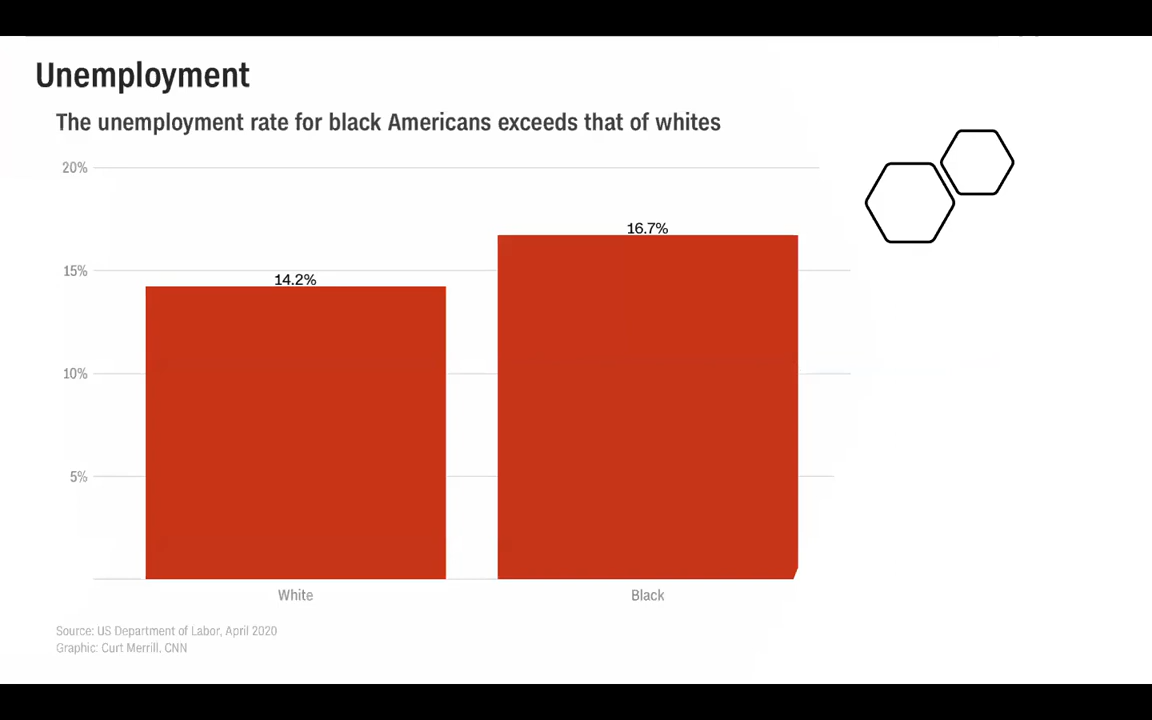 Unemployment
The unemployment rate for black Americans exceeds that of whites
20%
16.7%
15%
14.2%
10%
5%
White
Black
Source: US Department of Labor, April 2020
Graphic: Curt Merrill, CNN